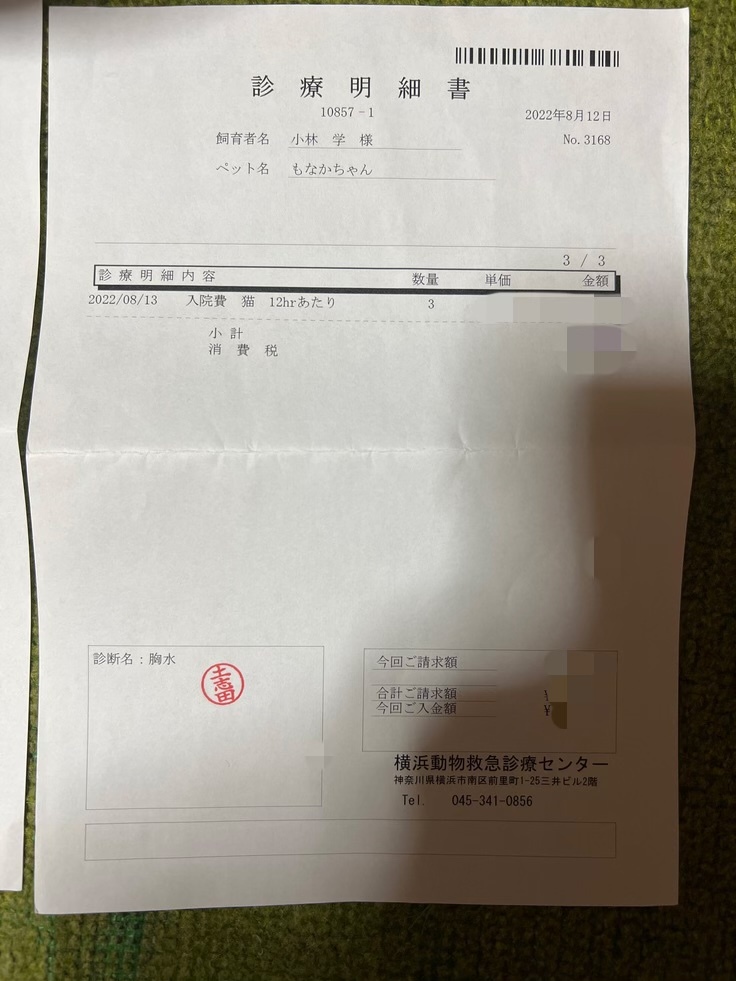 診療明細書
10857-1
2022年8月12日
飼育者名 小林 学 様
No.3168
ペット名 もなかちゃん
3 / 3
診療明細内容 数量 単価 金額
2022/08/13 入院費 猫 12hrあたり 3
小計
消費税
診断名：胸水
今回ご請求額
合計ご請求額 ¥
今回ご入金額 ¥
横浜動物救急診療センター
神奈川県横浜市南区前里町1-25三井ビル2階
Tel. 045-341-0856